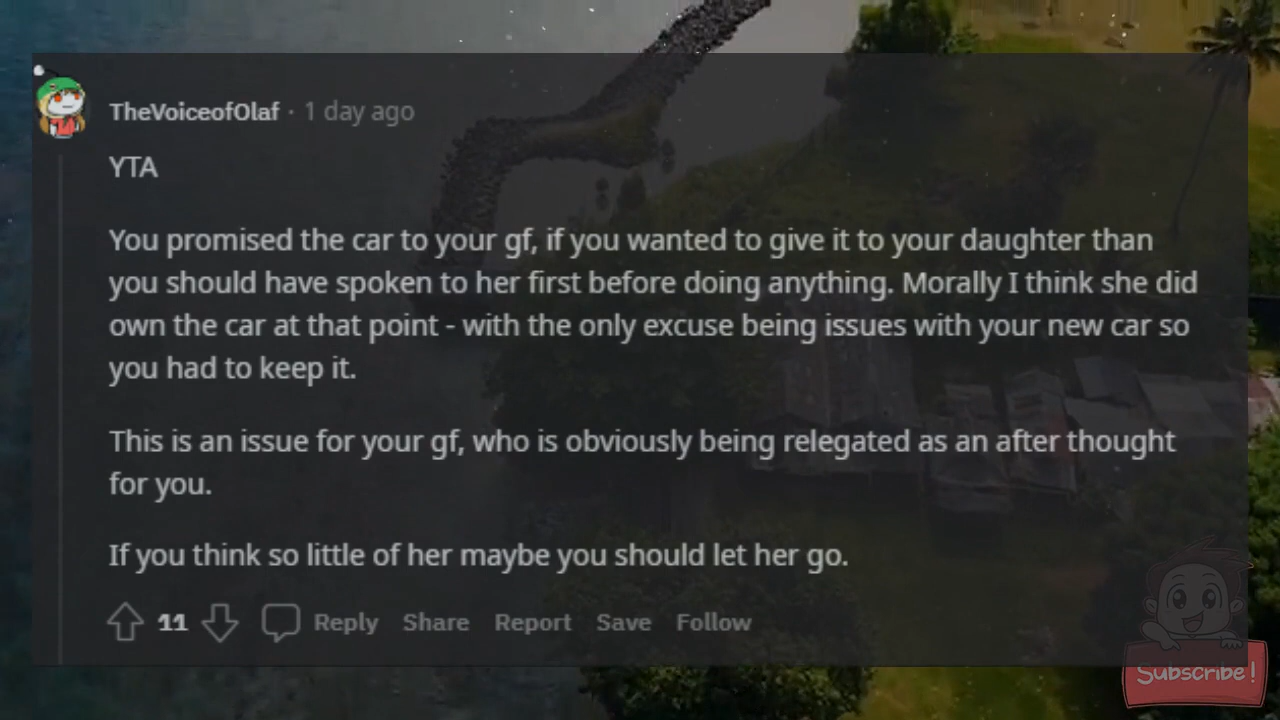 TheVoiceofOlaf · 1 day ago
YTA
You promised the car to your gf, if you wanted to give it to your daughter than
you should have spoken to her first before doing anything. Morally I think she did
own the car at that point - with the only excuse being issues with your new car so
you had to keep it.
This is an issue for your gf, who is obviously being relegated as an after thought
for you.
If you think so little of her maybe you should let her go.
11 Reply Share Report Save Follow
Subscribe!